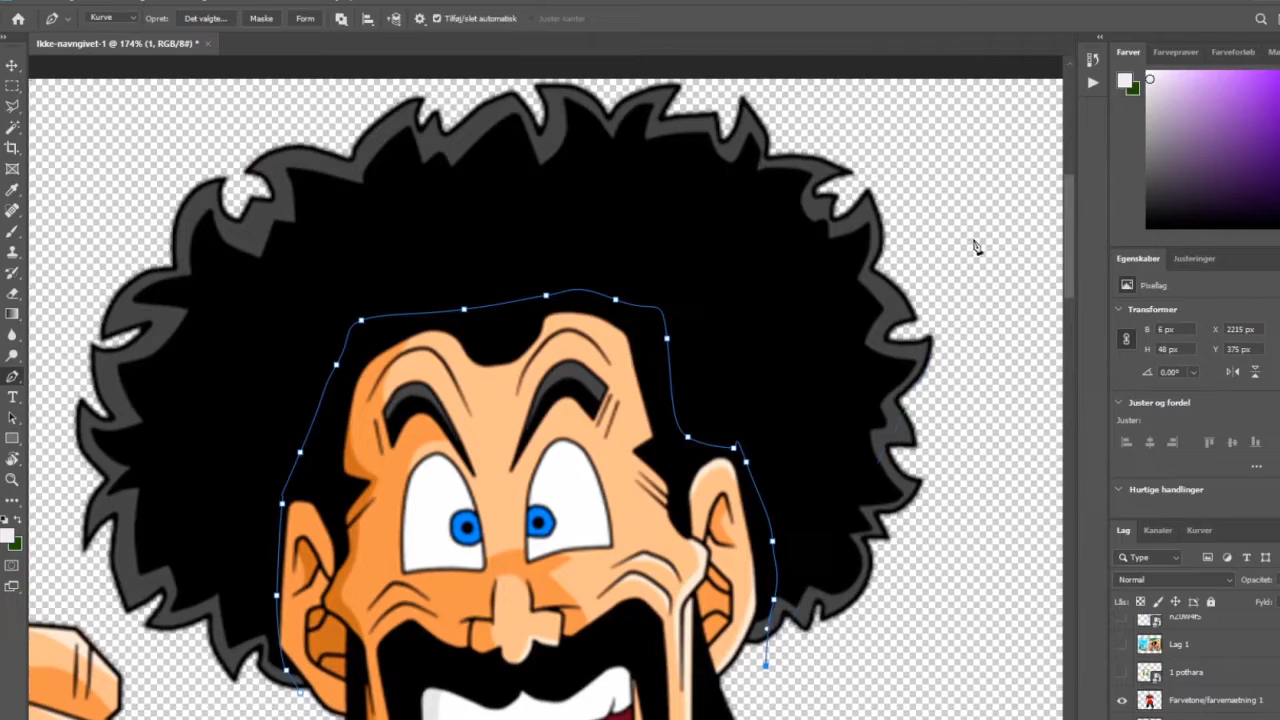 Kurve Opret: Det valgte... Maske Form Tilføj/slet automatisk Juster kanter
Ikke-navngivet-1 @ 174% (1, RGB/8#) * ×
Farver Farveprøver Farveforløb
Egenskaber Justeringer
Pixellag
Transformer
B 6 px X 2215 px
H 48 px Y 375 px
0,00°
Juster og fordel
Juster:
Hurtige handlinger
Lag Kanaler Kurver
Type
Normal Opacitet:
Lås: Fyld:
Lag 1
1 pothara
Farvetone/farvemætning 1